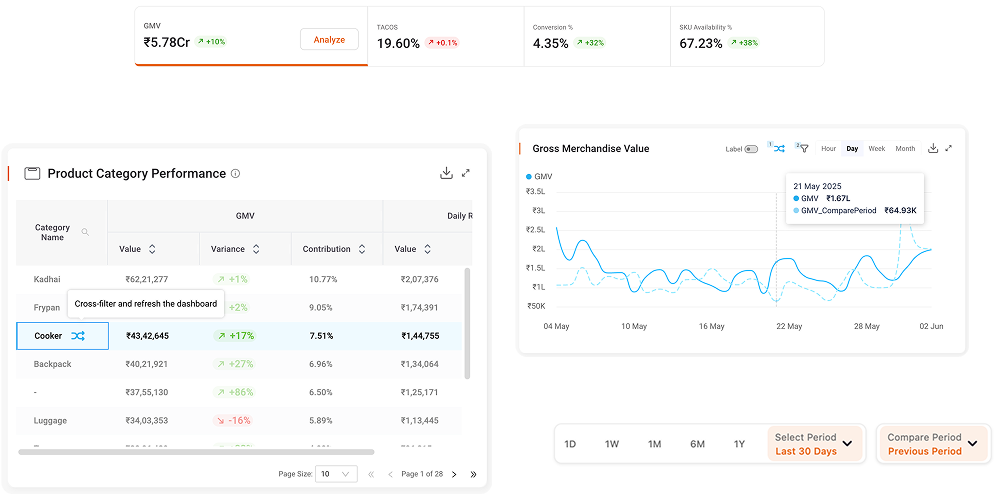 GMV
₹5.78Cr +10%
Analyze
TACOS
19.60% +0.1%
Conversion %
4.35% +32%
SKU Availability %
67.23% +38%
Product Category Performance
Category Name
GMV
Daily R
Value
Variance
Contribution
Value
Kadhai ₹62,21,277 +1% 10.77% ₹2,07,376
Cross-filter and refresh the dashboard
Frypan +2% 9.05% ₹1,74,391
Cooker ₹43,42,645 +17% 7.51% ₹1,44,755
Backpack ₹40,21,921 +27% 6.96% ₹1,34,064
- ₹37,55,130 +86% 6.50% ₹1,25,171
Luggage ₹34,03,353 -16% 5.89% ₹1,13,445
Page Size: 10 Page 1 of 28
Gross Merchandise Value
Label 1 2 Hour Day Week Month
GMV
₹3.5L
₹3L
₹2.5L
₹2L
₹1.5L
₹1L
₹50K
21 May 2025
GMV ₹1.67L
GMV_ComparePeriod ₹64.93K
04 May 10 May 16 May 22 May 28 May 02 Jun
1D 1W 1M 6M 1Y
Select Period
Last 30 Days
Compare Period
Previous Period